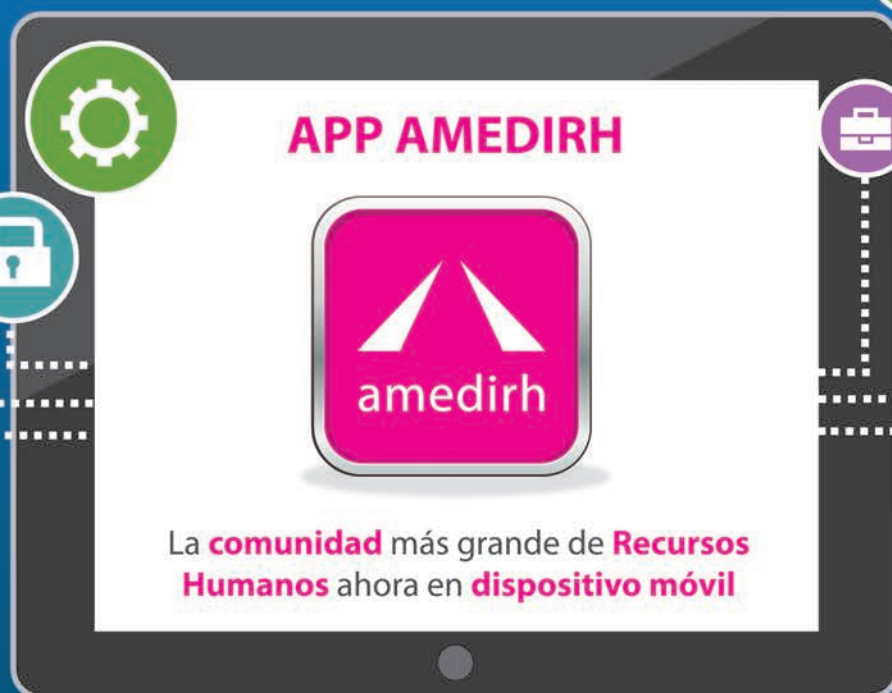 APP AMEDIRH
amedirh
La comunidad más grande de Recursos
Humanos ahora en dispositivo móvil